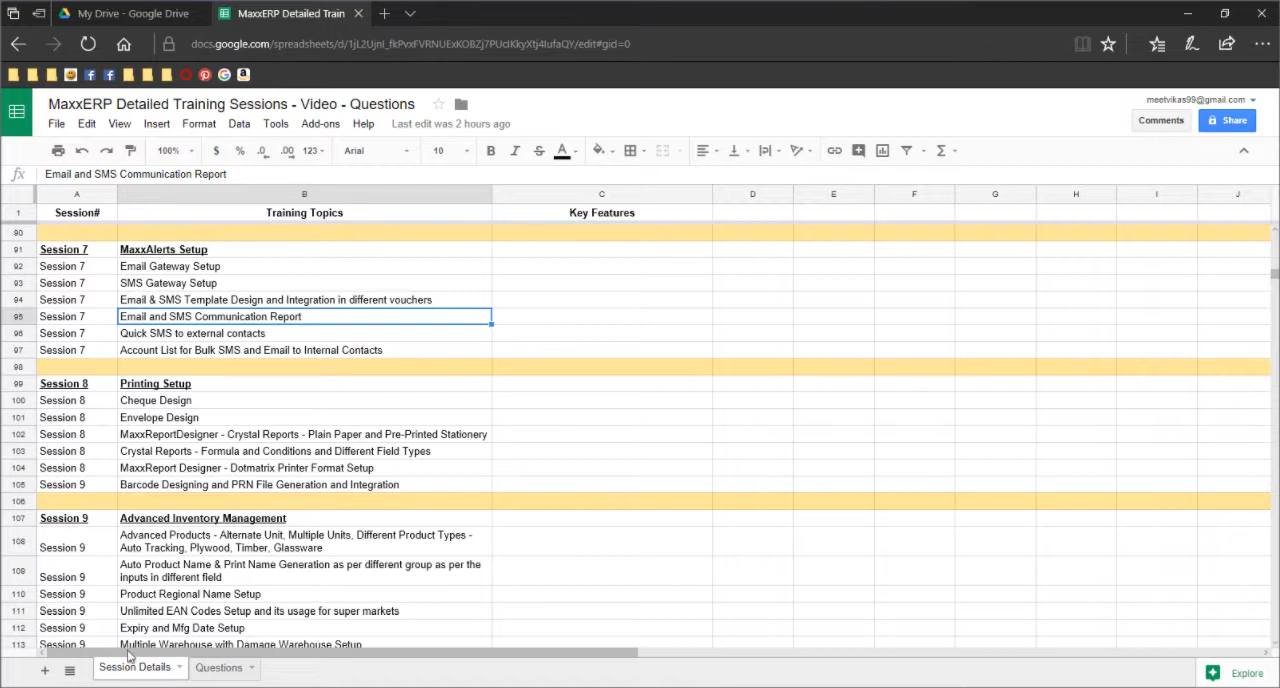 My Drive - Google Drive
MaxxERP Detailed Train
docs.google.com/spreadsheets/d/1jL2UjnI_fkPvxFVRNUExKOBZj7PUcIKkyXtj4IufaQY/edit#gid=0
MaxxERP Detailed Training Sessions - Video - Questions
meetvikas99@gmail.com
File Edit View Insert Format Data Tools Add-ons Help Last edit was 2 hours ago
Comments Share
100% $ % .0 .00 123 Arial 10 B I S A
fx Email and SMS Communication Report
A B C D E F G H I J
1 Session# Training Topics Key Features
90
91 Session 7 MaxxAlerts Setup
92 Session 7 Email Gateway Setup
93 Session 7 SMS Gateway Setup
94 Session 7 Email & SMS Template Design and Integration in different vouchers
95 Session 7 Email and SMS Communication Report
96 Session 7 Quick SMS to external contacts
97 Session 7 Account List for Bulk SMS and Email to Internal Contacts
98
99 Session 8 Printing Setup
100 Session 8 Cheque Design
101 Session 8 Envelope Design
102 Session 8 MaxxReportDesigner - Crystal Reports - Plain Paper and Pre-Printed Stationery
103 Session 8 Crystal Reports - Formula and Conditions and Different Field Types
104 Session 8 MaxxReport Designer - Dotmatrix Printer Format Setup
105 Session 9 Barcode Designing and PRN File Generation and Integration
106
107 Session 9 Advanced Inventory Management
Advanced Products - Alternate Unit, Multiple Units, Different Product Types -
108 Session 9 Auto Tracking, Plywood, Timber, Glassware
Auto Product Name & Print Name Generation as per different group as per the
109 Session 9 inputs in different field
110 Session 9 Product Regional Name Setup
111 Session 9 Unlimited EAN Codes Setup and its usage for super markets
112 Session 9 Expiry and Mfg Date Setup
113 Session 9 Multiple Warehouse with Damage Warehouse Setup
Session Details Questions
Explore